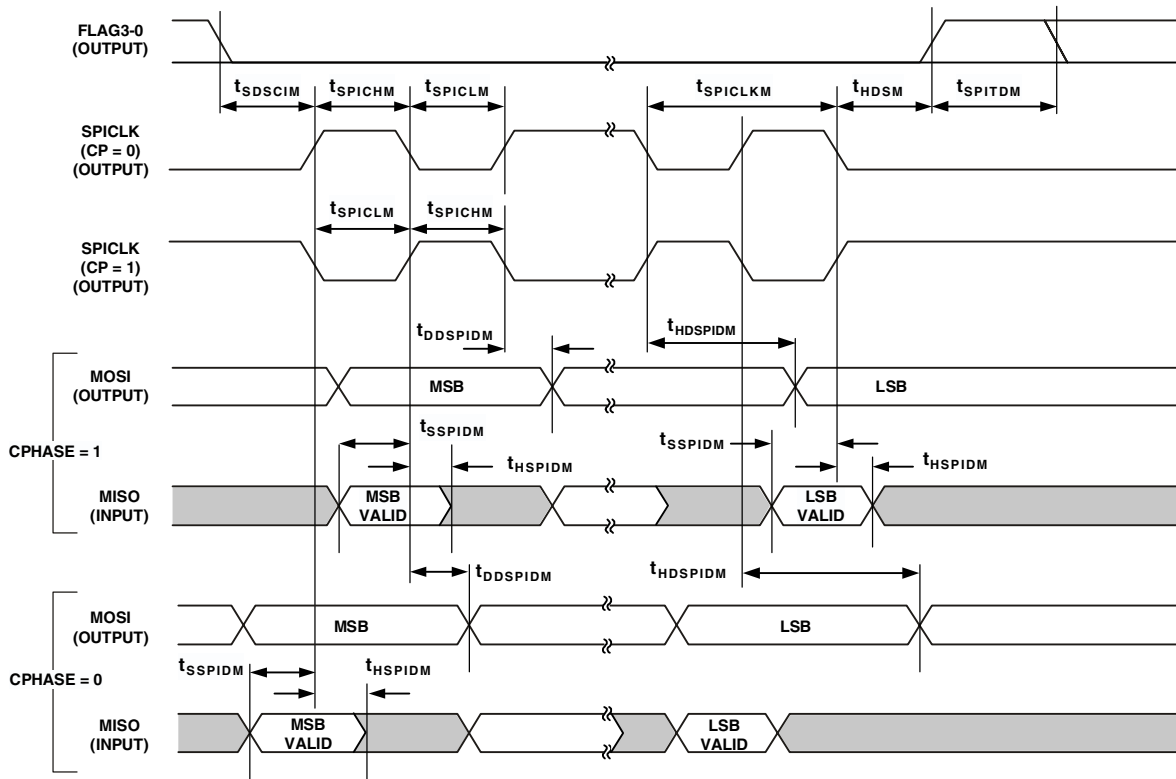 FLAG3-0
(OUTPUT)
tSDSCIM tSPICHM tSPICLM tSPICLKM tHDSM tSPITDM
SPICLK
(CP = 0)
(OUTPUT)
tSPICLM tSPICHM
SPICLK
(CP = 1)
(OUTPUT)
tDDSPIDM tHDSPIDM
CPHASE = 1
MOSI
(OUTPUT)
MSB LSB
tSSPIDM tHSPIDM tSSPIDM tHSPIDM
MISO
(INPUT)
MSB
VALID
LSB
VALID
tDDSPIDM tHDSPIDM
CPHASE = 0
MOSI
(OUTPUT)
MSB LSB
tSSPIDM tHSPIDM
MISO
(INPUT)
MSB
VALID
LSB
VALID